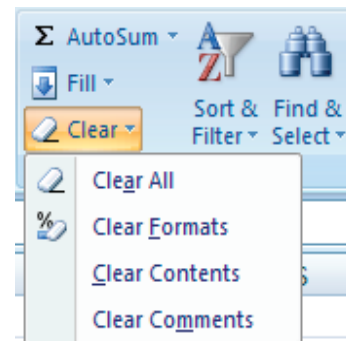 Σ AutoSum
Fill
Clear
Sort &
Filter
Find &
Select
Clear All
Clear Formats
Clear Contents
Clear Comments